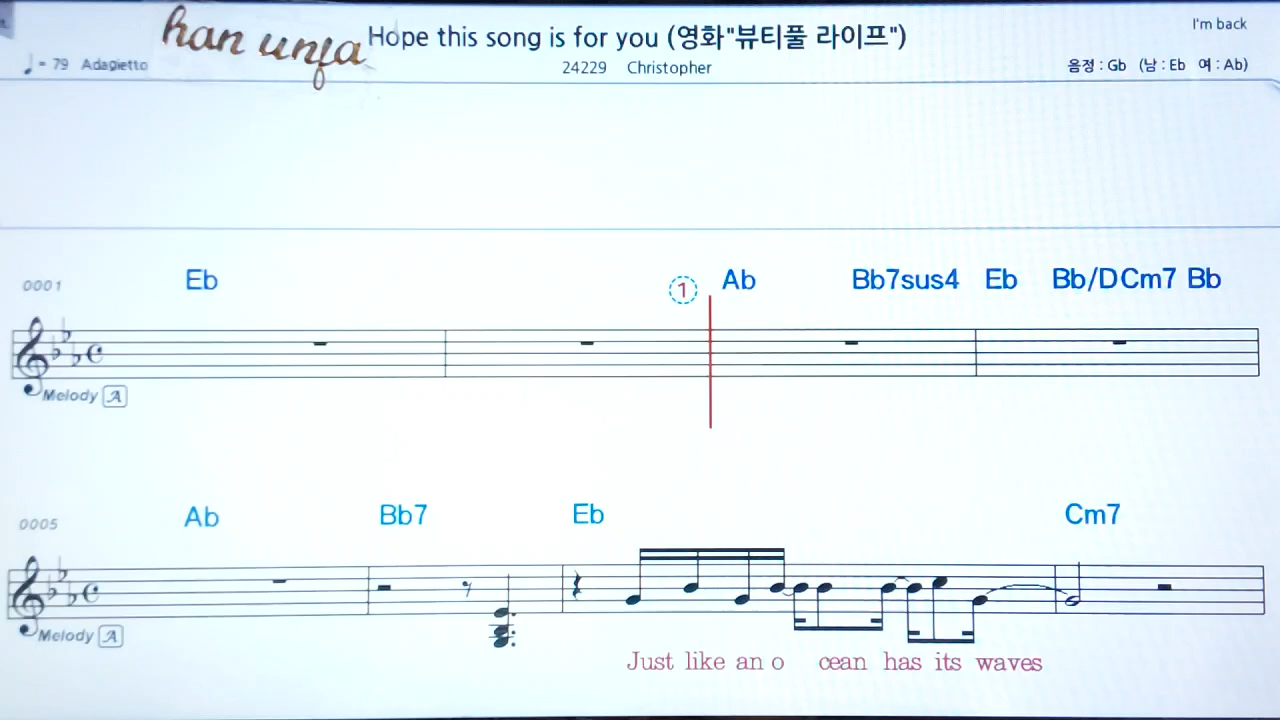 han unfa
Hope this song is for you (영화"뷰티풀 라이프")
I'm back
♩ = 79 Adagietto
24229 Christopher
음정 : Gb (남 : Eb 여 : Ab)
0001
Eb
1
Ab Bb7sus4 Eb Bb/D Cm7 Bb
Melody A
0005
Ab Bb7 Eb Cm7
Melody A
Just like an o cean has its waves